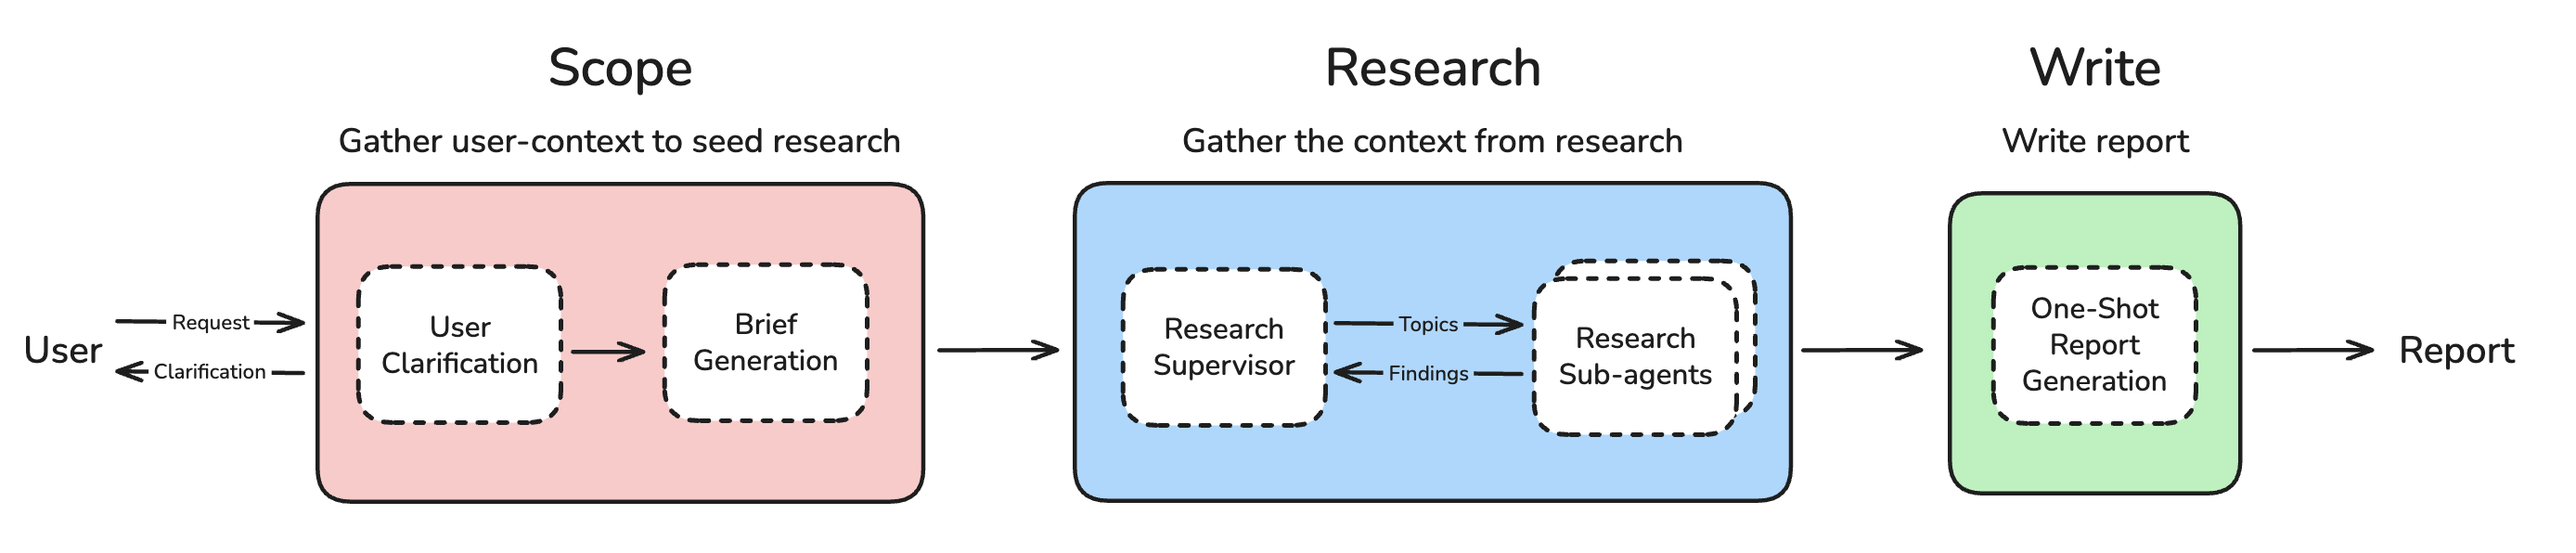 Scope
Gather user-context to seed research
Research
Gather the context from research
Write
Write report
User
Request
Clarification
User
Clarification
Brief
Generation
Research
Supervisor
Topics
Findings
Research
Sub-agents
One-Shot
Report
Generation
Report